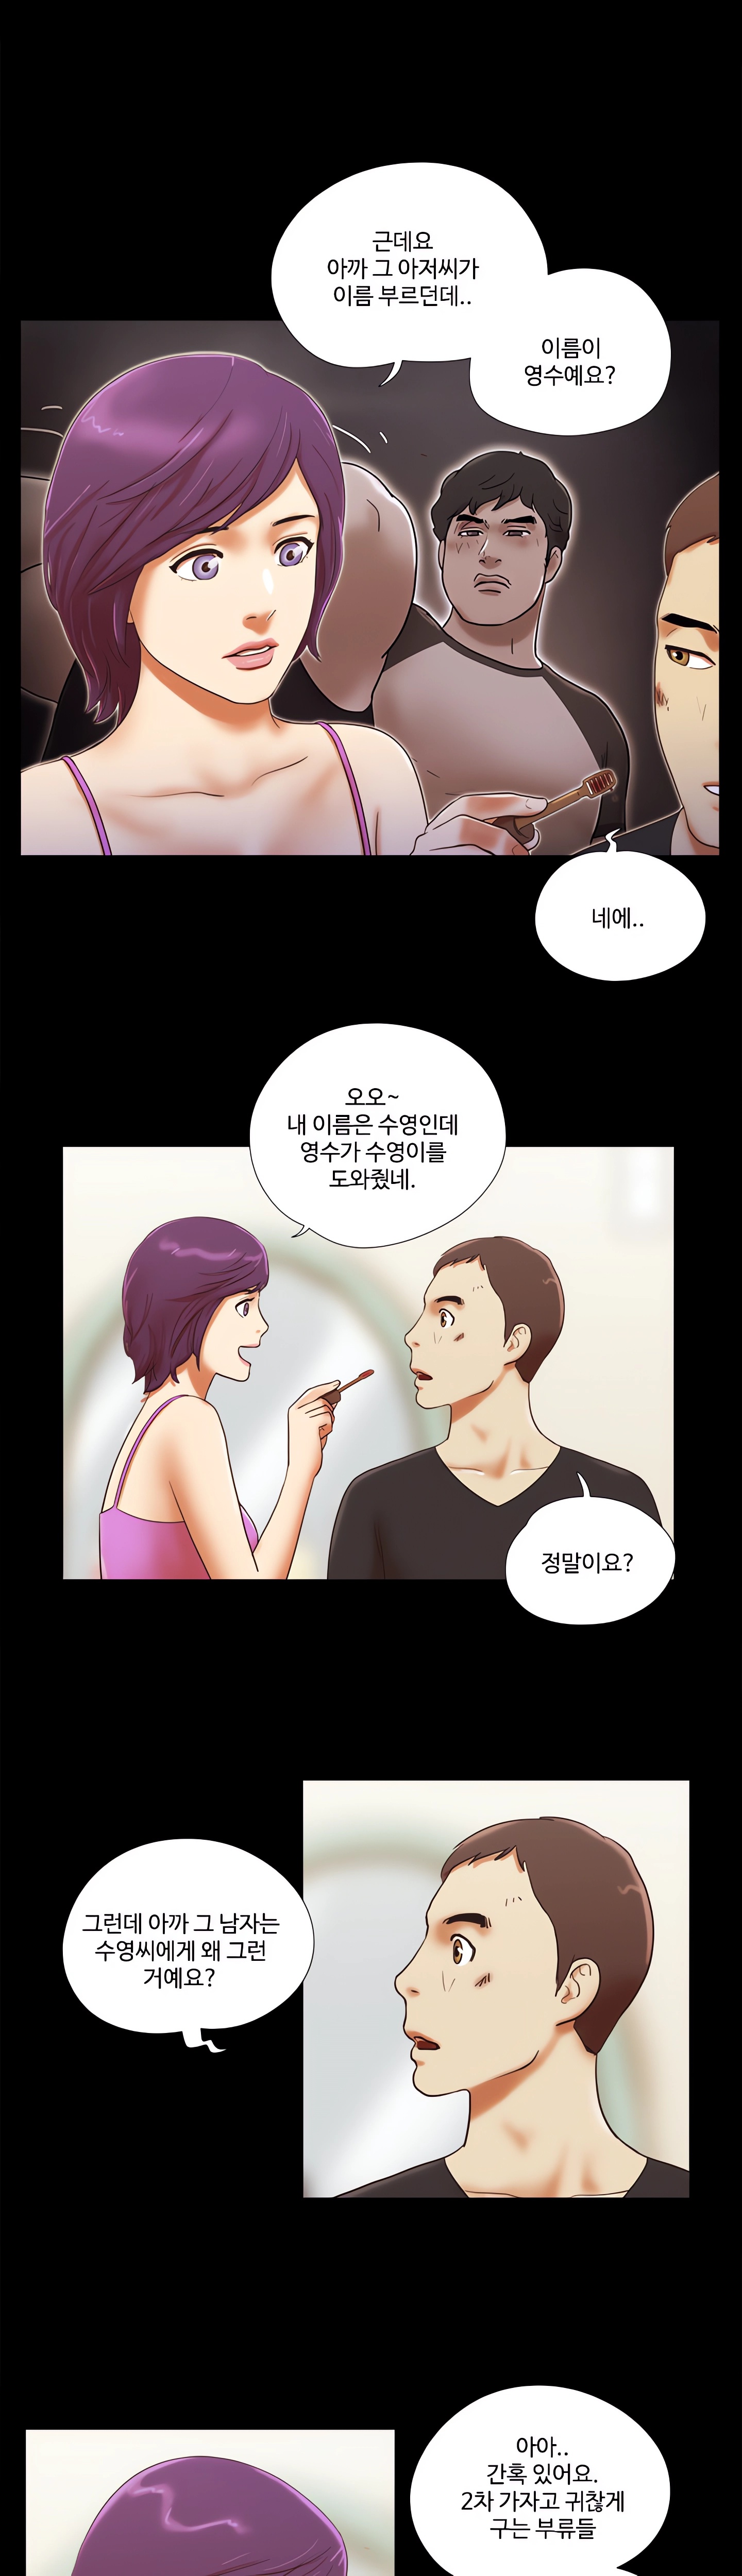 근데요
아까 그 아저씨가
이름 부르던데..
이름이
영수예요?
네에..
오오~
내 이름은 수영인데
영수가 수영이를
도와줬네.
정말이요?
그런데 아까 그 남자는
수영씨에게 왜 그런
거예요?
아아..
간혹 있어요.
2차 가자고 귀찮게
구는 부류들